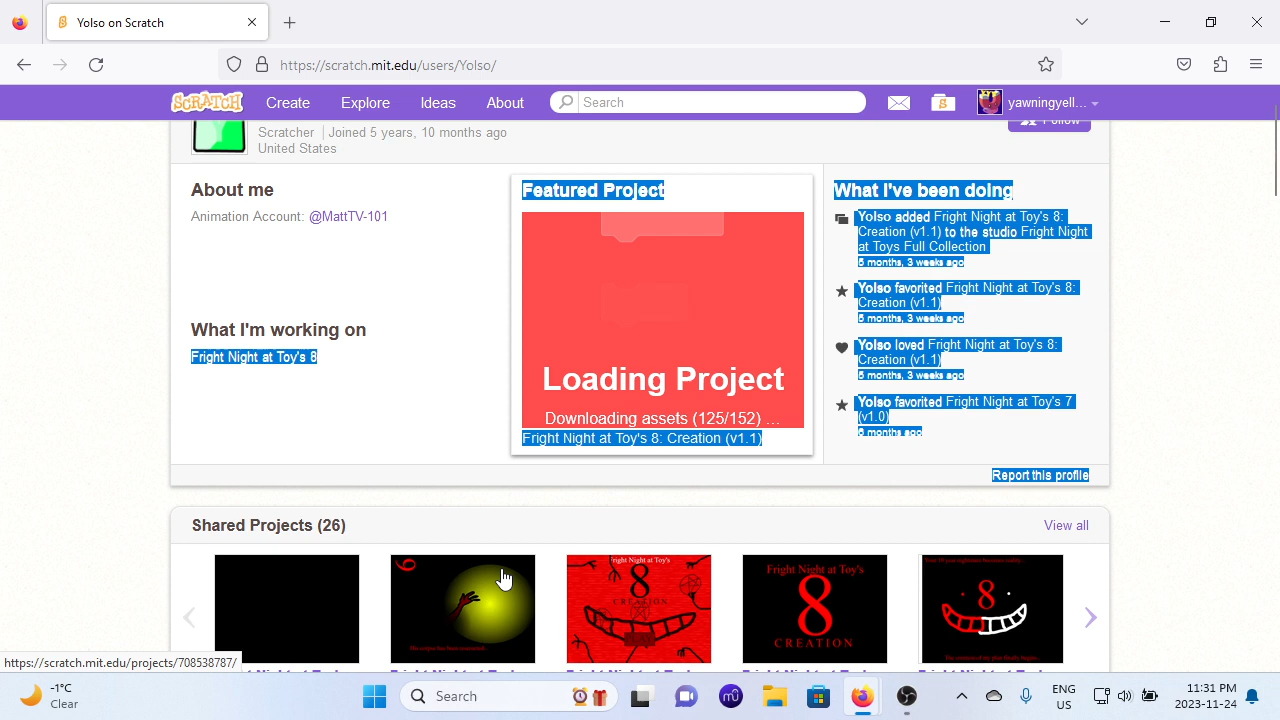 Yolso on Scratch
https://scratch.mit.edu/users/Yolso/
SCRATCH
Create
Explore
Ideas
About
Search
yawningyell...
Scratcher | Joined 5 years, 10 months ago
United States
Follow
About me
Animation Account: @MattTV-101
What I'm working on
Fright Night at Toy's 8
Featured Project
Loading Project
Downloading assets (125/152) ...
Fright Night at Toy's 8: Creation (v1.1)
What I've been doing
Yolso added Fright Night at Toy's 8:
Creation (v1.1) to the studio Fright Night
at Toys Full Collection
5 months, 3 weeks ago
Yolso favorited Fright Night at Toy's 8:
Creation (v1.1)
5 months, 3 weeks ago
Yolso loved Fright Night at Toy's 8:
Creation (v1.1)
5 months, 3 weeks ago
Yolso favorited Fright Night at Toy's 7
(v1.0)
6 months ago
Report this profile
Shared Projects (26)
View all
Fright Night at Toy's
8
CREATION
Fright Night at Toy's
8
CREATION
8
https://scratch.mit.edu/projects/708538787/
-1°C
Clear
Search
ENG
US
11:31 PM
2023-11-24